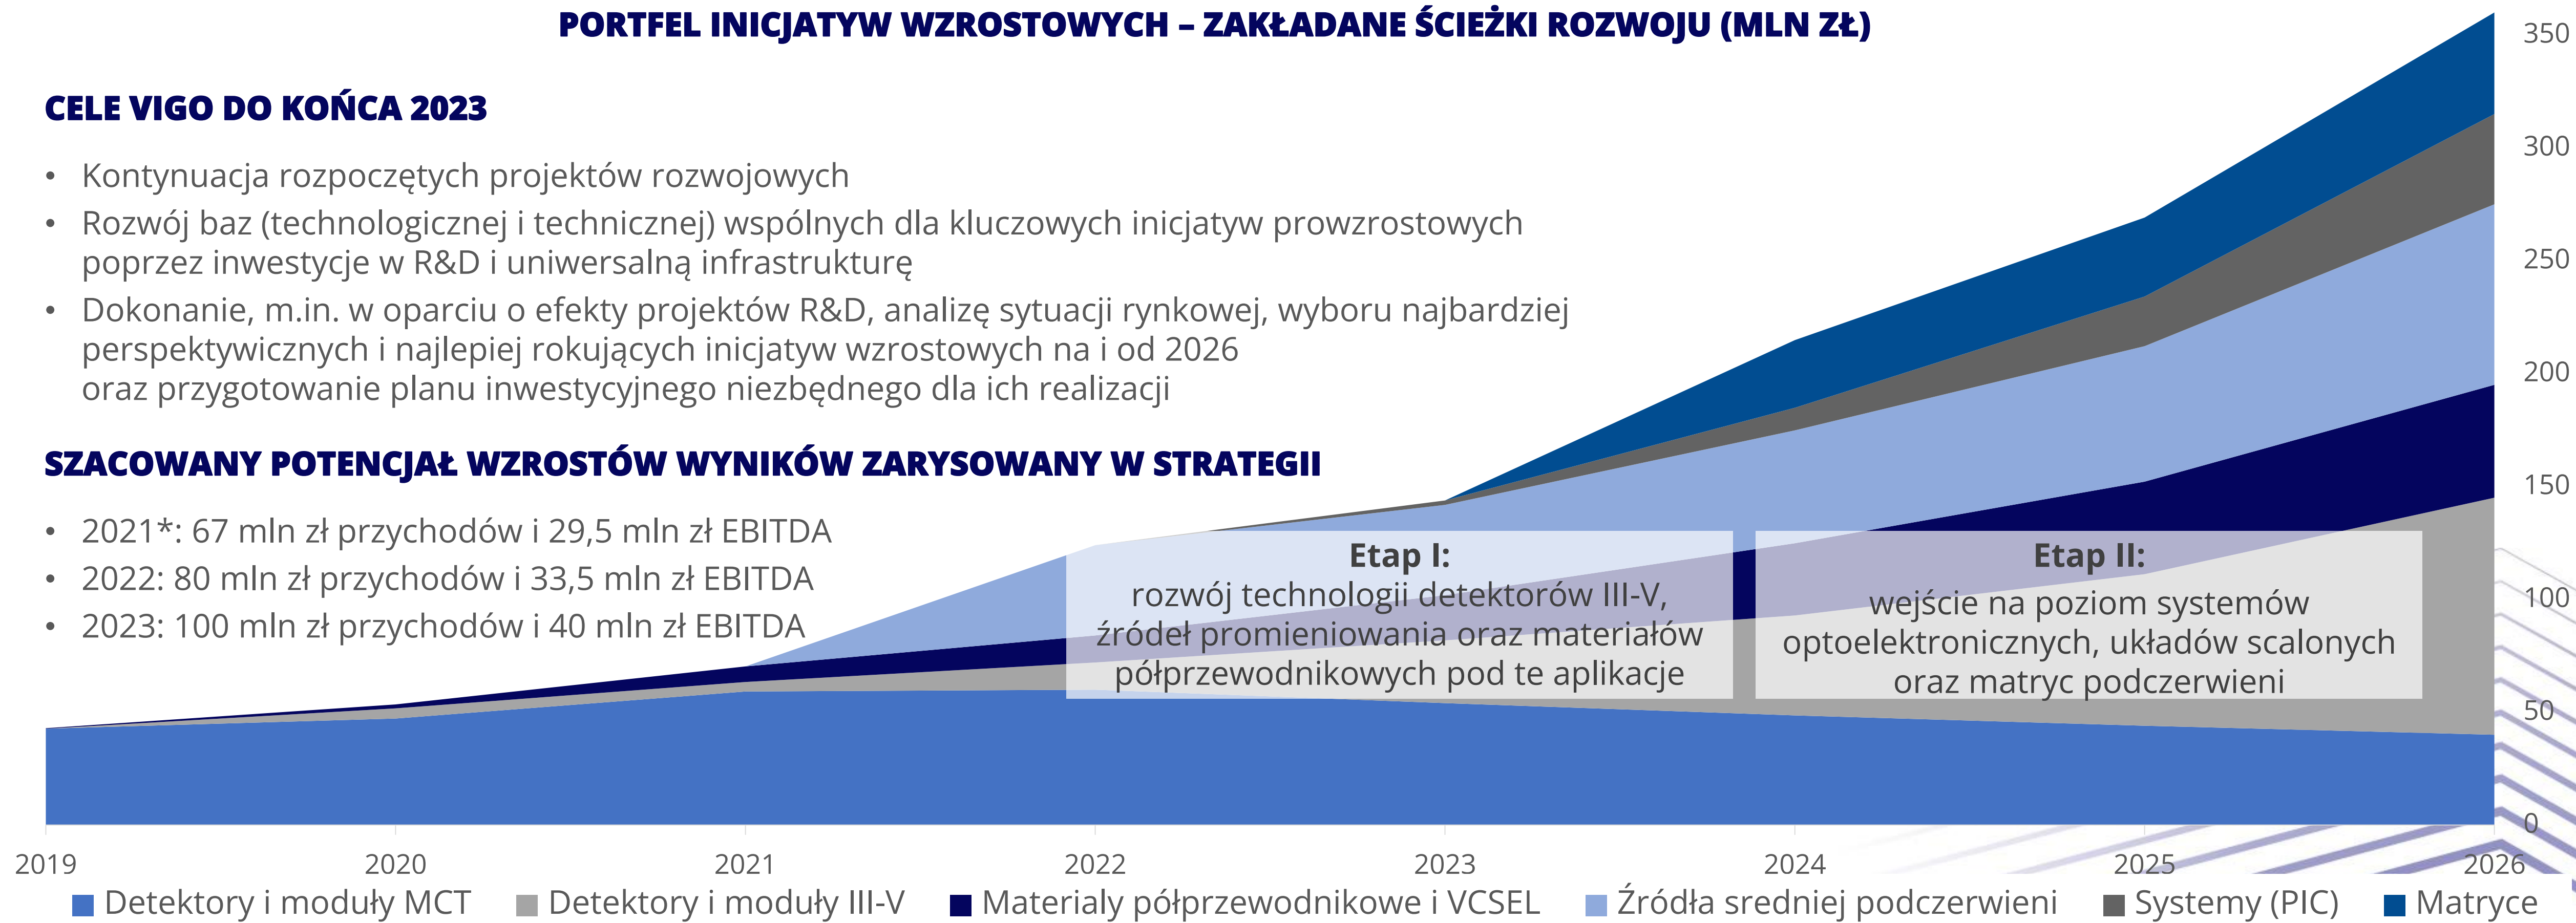 PORTFEL INICJATYW WZROSTOWYCH – ZAKŁADANE ŚCIEŻKI ROZWOJU (MLN ZŁ)
CELE VIGO DO KOŃCA 2023
• Kontynuacja rozpoczętych projektów rozwojowych
• Rozwój baz (technologicznej i technicznej) wspólnych dla kluczowych inicjatyw prowzrostowych
poprzez inwestycje w R&D i uniwersalną infrastrukturę
• Dokonanie, m.in. w oparciu o efekty projektów R&D, analizę sytuacji rynkowej, wyboru najbardziej
perspektywicznych i najlepiej rokujących inicjatyw wzrostowych na i od 2026
oraz przygotowanie planu inwestycyjnego niezbędnego dla ich realizacji
SZACOWANY POTENCJAŁ WZROSTÓW WYNIKÓW ZARYSOWANY W STRATEGII
• 2021*: 67 mln zł przychodów i 29,5 mln zł EBITDA
• 2022: 80 mln zł przychodów i 33,5 mln zł EBITDA
• 2023: 100 mln zł przychodów i 40 mln zł EBITDA
Etap I:
rozwój technologii detektorów III-V,
źródeł promieniowania oraz materiałów
półprzewodnikowych pod te aplikacje
Etap II:
wejście na poziom systemów
optoelektronicznych, układów scalonych
oraz matryc podczerwieni
350
300
250
200
150
100
50
0
2019 2020 2021 2022 2023 2024 2025 2026
Detektory i moduły MCT Detektory i moduły III-V Materialy półprzewodnikowe i VCSEL Źródła sredniej podczerwieni Systemy (PIC) Matryce